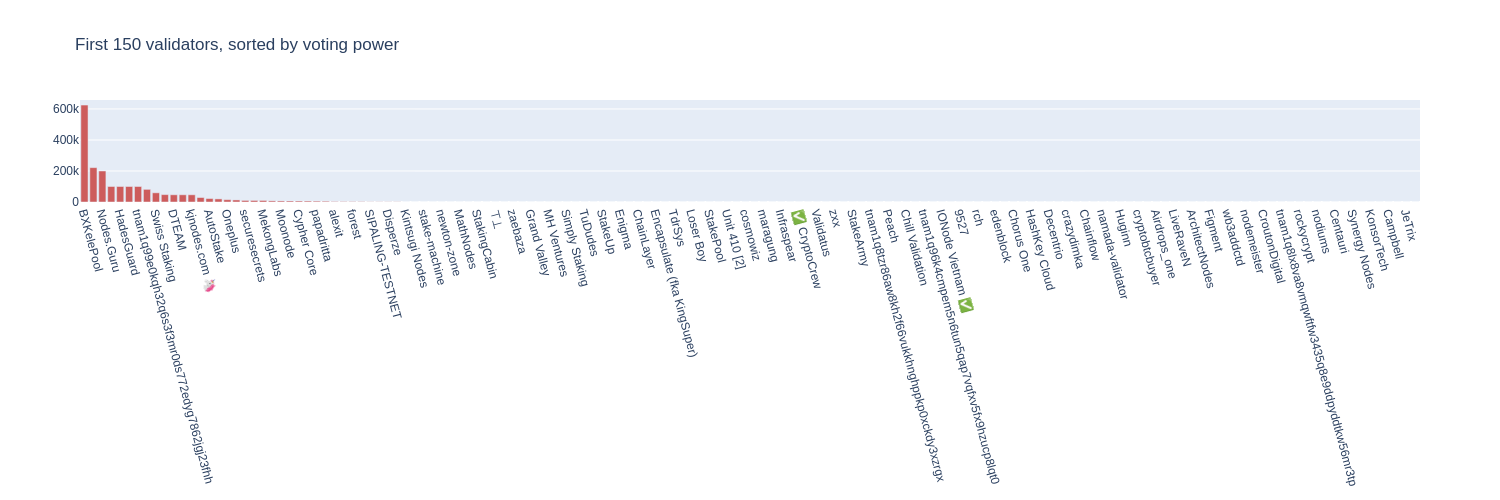 First 150 validators, sorted by voting power
600k
400k
200k
0
BXKelePool
Nodes.Guru
HadesGuard
tnam1q99e0kqh32q6s3f3mr0ds772edyg7862jgj23fhh
Swiss Staking
DTEAM
kjnodes.com 🦄
AutoStake
Oneplus
securesecrets
MekongLabs
Moonode
Cypher Core
papadritta
alexit
forest
SIPALING-TESTNET
Disperze
Kintsugi Nodes
stake-machine
newton-zone
MathNodes
StakingCabin
T_⊥
zaebaza
Grand Valley
MH Ventures
Simply Staking
TuDudes
StakeUp
Enigma
ChainLayer
Encapsulate (fka KingSuper)
TdrSys
Loser Boy
StakePool
Unit 410 [2]
cosmowiz
maragung
Infraspear
✅ CryptoCrew
Validatus
zxx
StakeArmy
tnam1q8tzr86aw8kh2f66vukkhnghppkp0xckdy3xzrgx
Peach
Chill Validation
tnam1q96k4cmpem5n6tun5qap7vqfxv5fx9hzucp8lqt0
IONode Vietnam ✅
9527
rch
edenblock
Chorus One
HashKey Cloud
Decentrio
crazydimka
Chainflow
namada-validator
Huginn
cryptobtcbuyer
Airdrops_one
LiveRaveN
ArchitectNodes
Figment
wb3addctd
nodemeister
CroutonDigital
tnam1q8lx8va8vmqwftfw3435q8e9ddpyddtkw56mr3tp
rockycrypt
nodiums
Centauri
Synergy Nodes
KonsorTech
Campbell
JeTrix